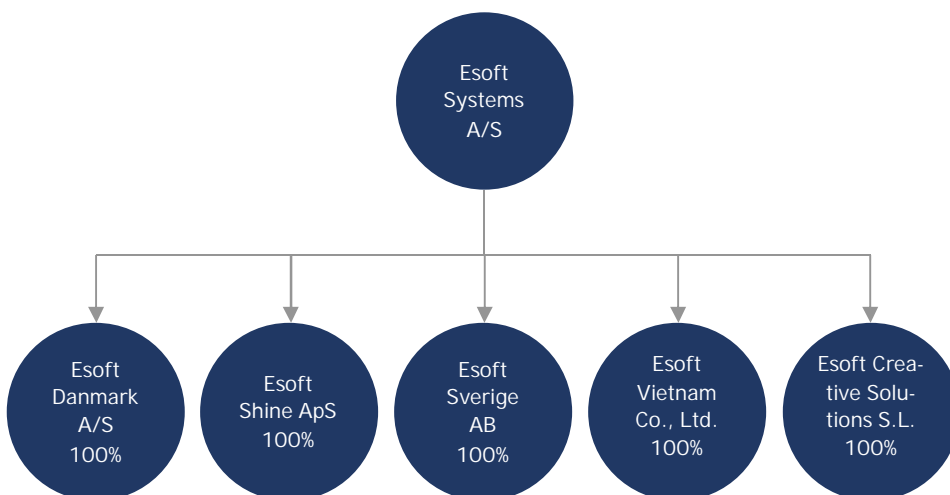 Esoft
Systems
A/S
Esoft
Danmark
A/S
100%
Esoft
Shine ApS
100%
Esoft
Sverige
AB
100%
Esoft
Vietnam
Co., Ltd.
100%
Esoft Crea-
tive Solu-
tions S.L.
100%